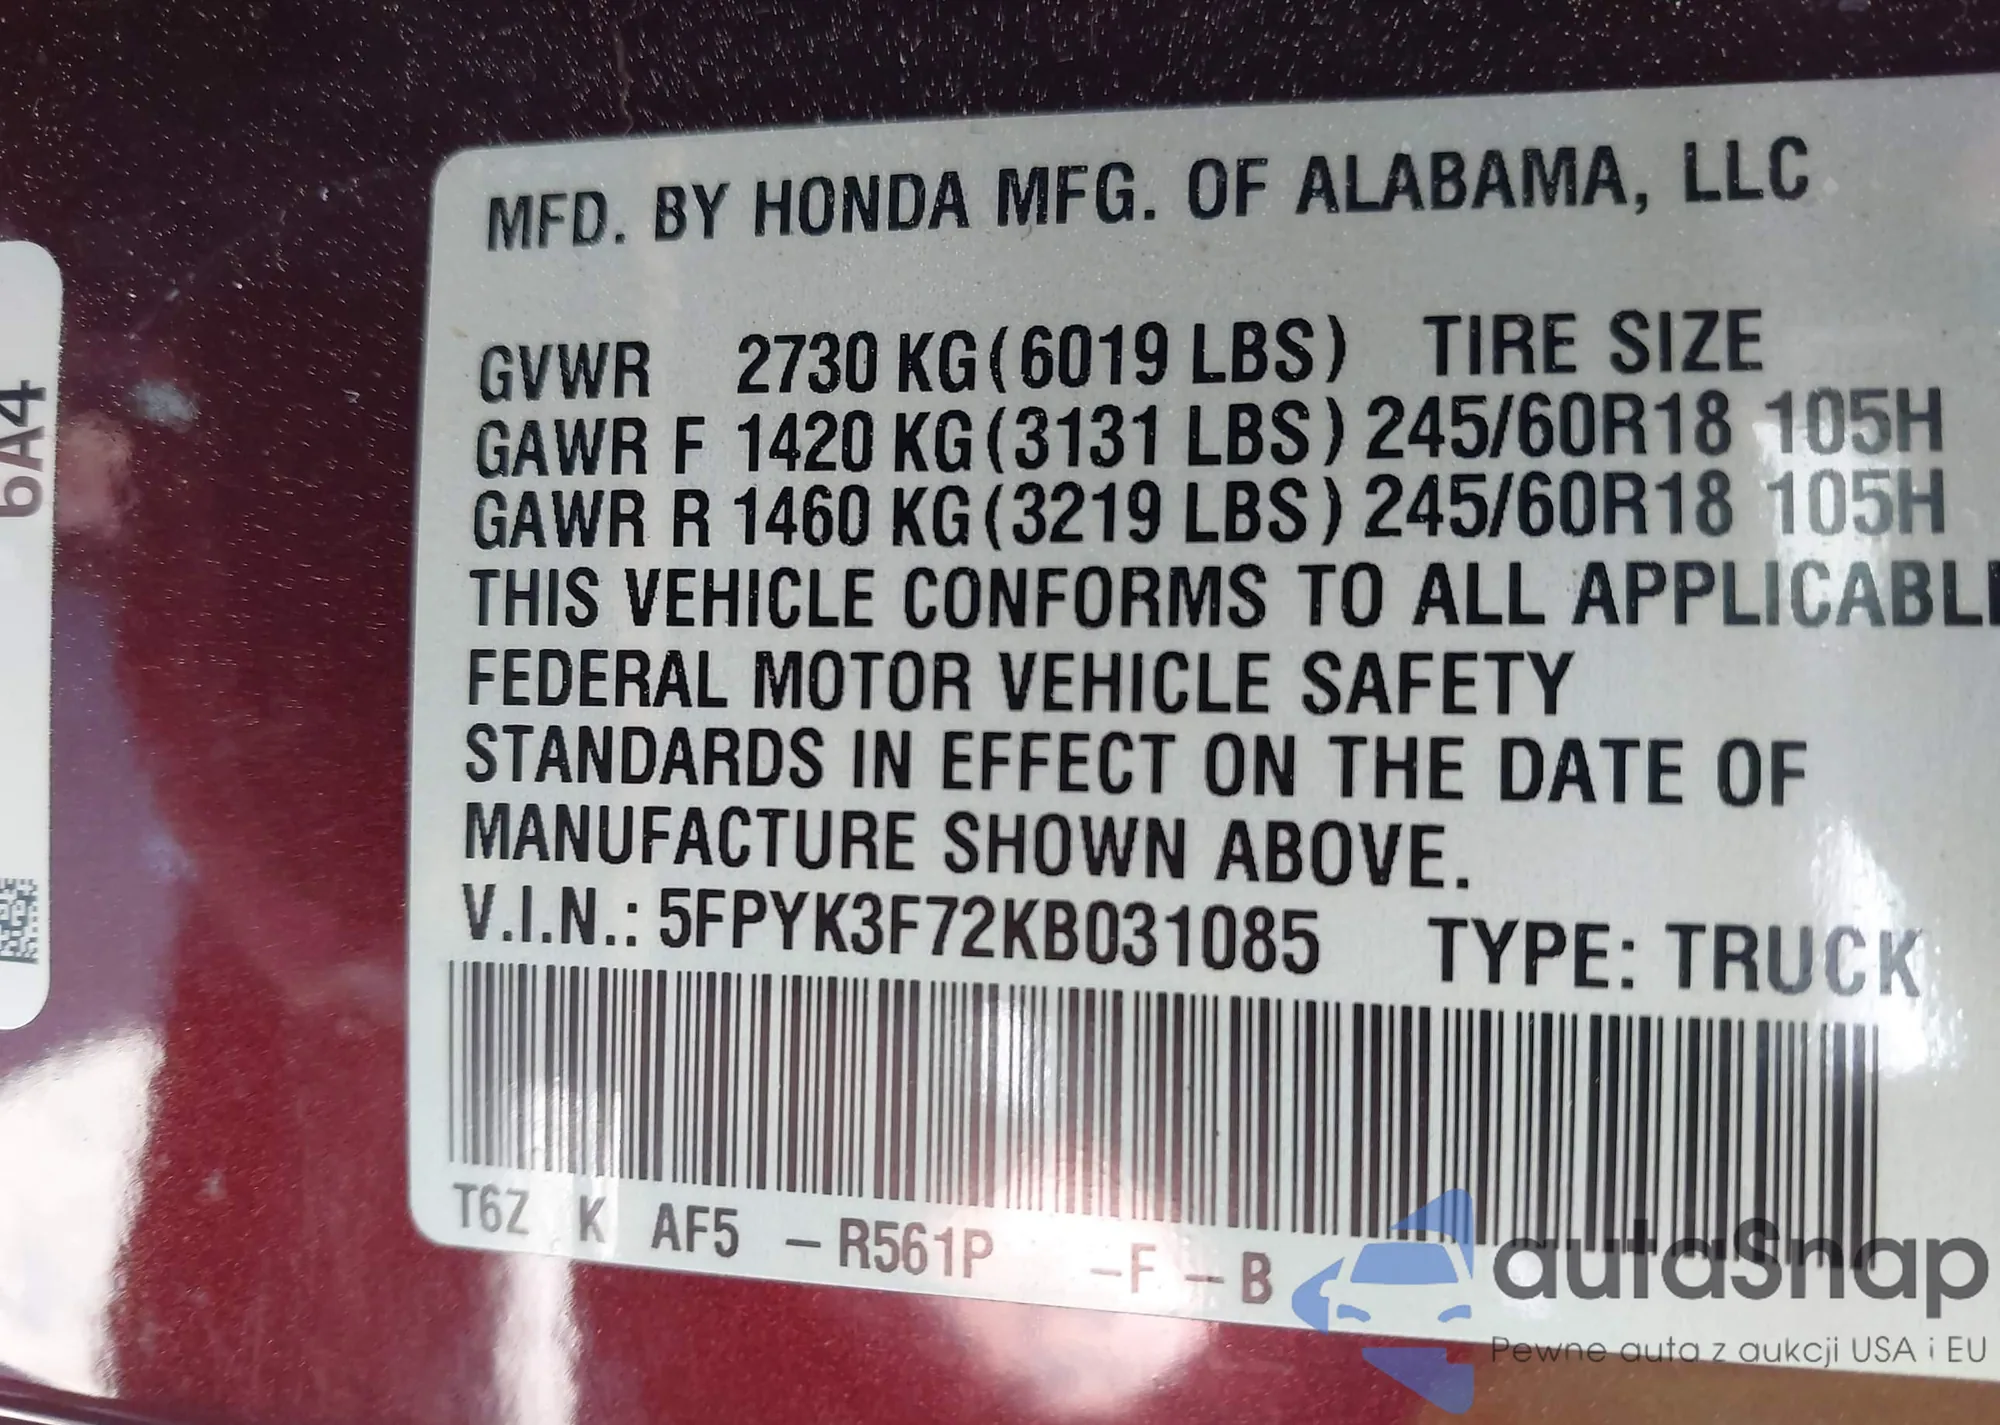 MFD. BY HONDA MFG. OF ALABAMA, LLC
GVWR 2730 KG (6019 LBS) TIRE SIZE
GAWR F 1420 KG (3131 LBS) 245/60R18 105H
GAWR R 1460 KG (3219 LBS) 245/60R18 105H
THIS VEHICLE CONFORMS TO ALL APPLICABL
FEDERAL MOTOR VEHICLE SAFETY
STANDARDS IN EFFECT ON THE DATE OF
MANUFACTURE SHOWN ABOVE.
V.I.N.: 5FPYK3F72KB031085 TYPE: TRUCK
T6Z K AF5 – R561P – F – B
autaSnap
Pewne auta z aukcji USA i EU
6A4